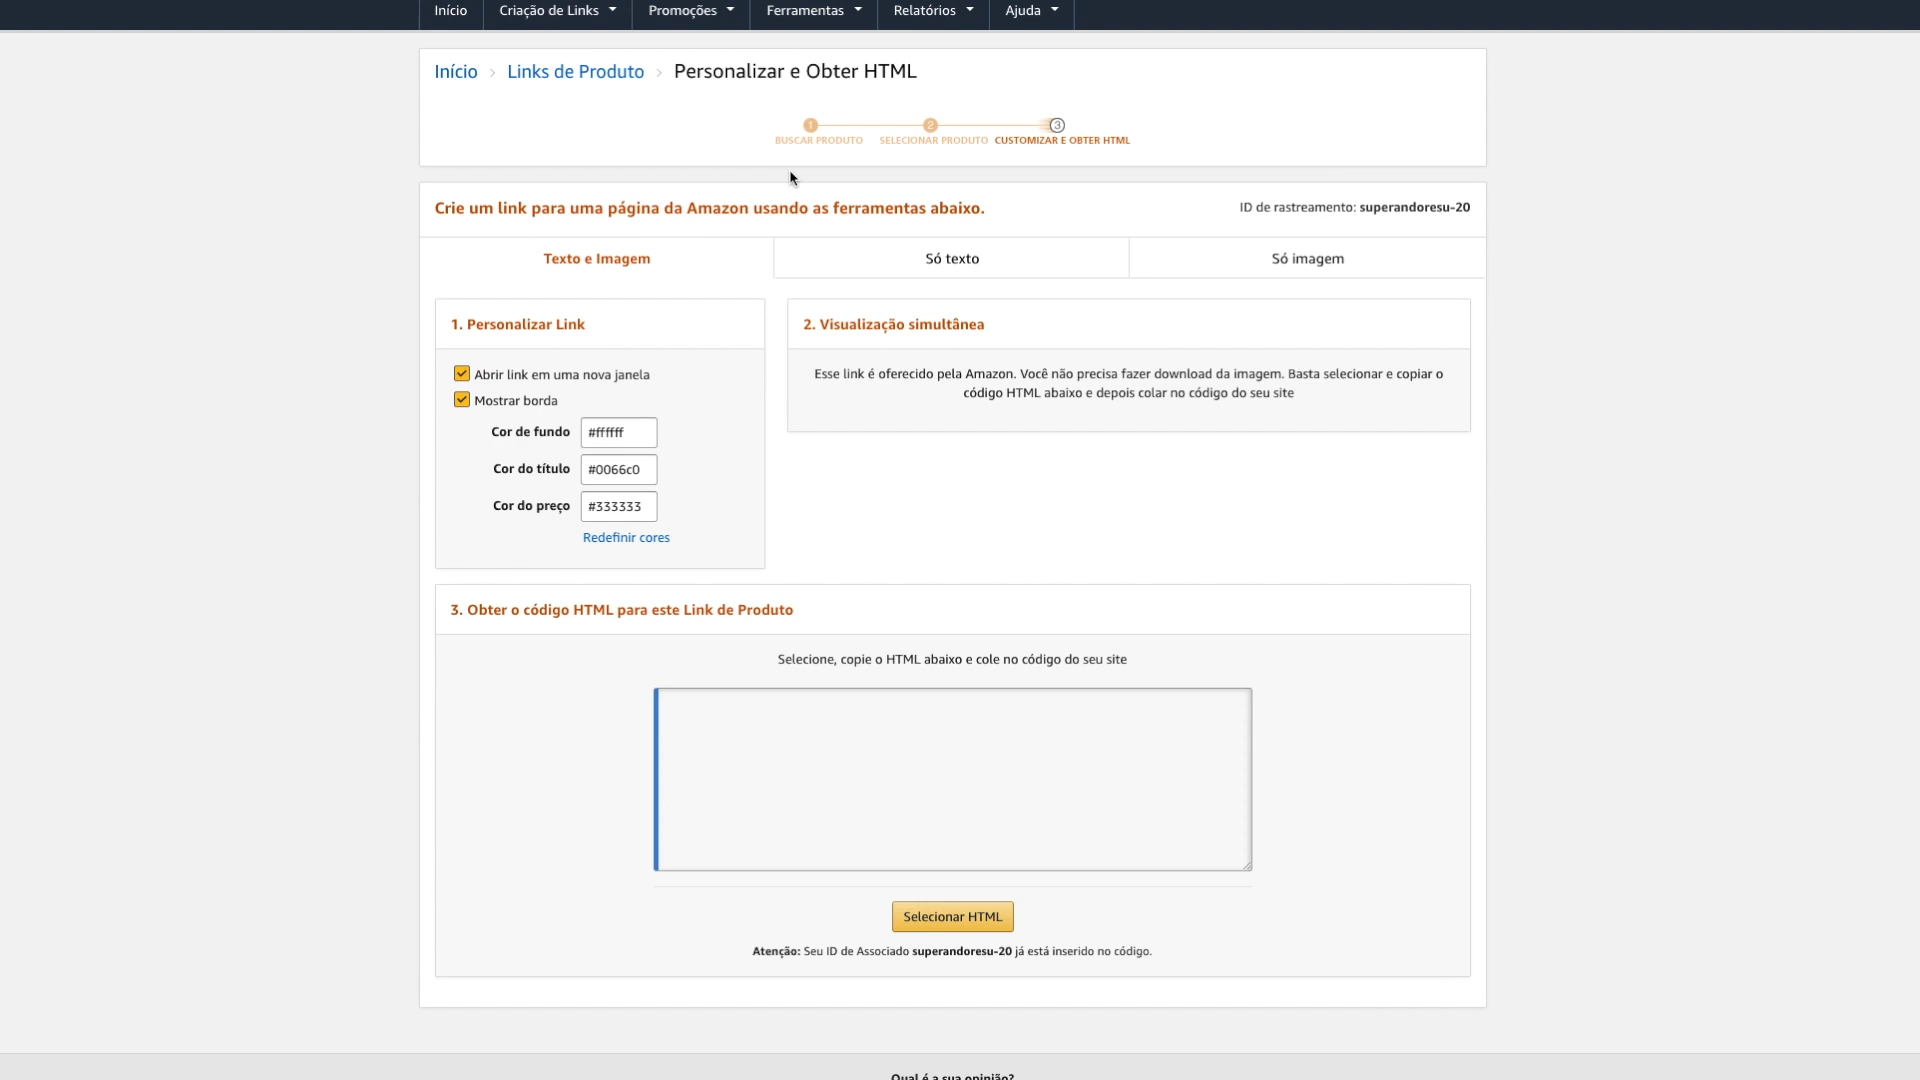 Início Criação de Links Promoções Ferramentas Relatórios Ajuda
Início › Links de Produto › Personalizar e Obter HTML
1 2 3
BUSCAR PRODUTO SELECIONAR PRODUTO CUSTOMIZAR E OBTER HTML
Crie um link para uma página da Amazon usando as ferramentas abaixo.
ID de rastreamento: superandoresu-20
Texto e Imagem Só texto Só imagem
1. Personalizar Link
Abrir link em uma nova janela
Mostrar borda
Cor de fundo #ffffff
Cor do título #0066c0
Cor do preço #333333
Redefinir cores
2. Visualização simultânea
Esse link é oferecido pela Amazon. Você não precisa fazer download da imagem. Basta selecionar e copiar o
código HTML abaixo e depois colar no código do seu site
3. Obter o código HTML para este Link de Produto
Selecione, copie o HTML abaixo e cole no código do seu site
Selecionar HTML
Atenção: Seu ID de Associado superandoresu-20 já está inserido no código.
Qual é a sua opinião?